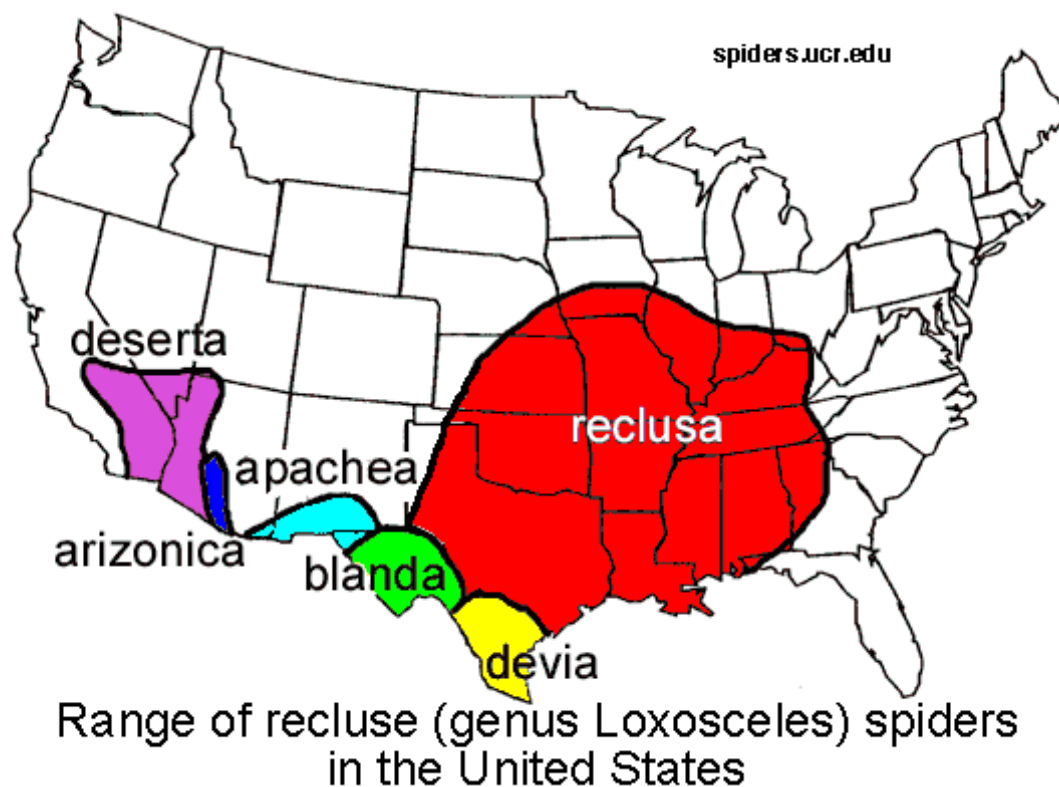 spiders.ucr.edu
deserta
reclusa
apachea
arizonica
blanda
devia
Range of recluse (genus Loxosceles) spiders
in the United States